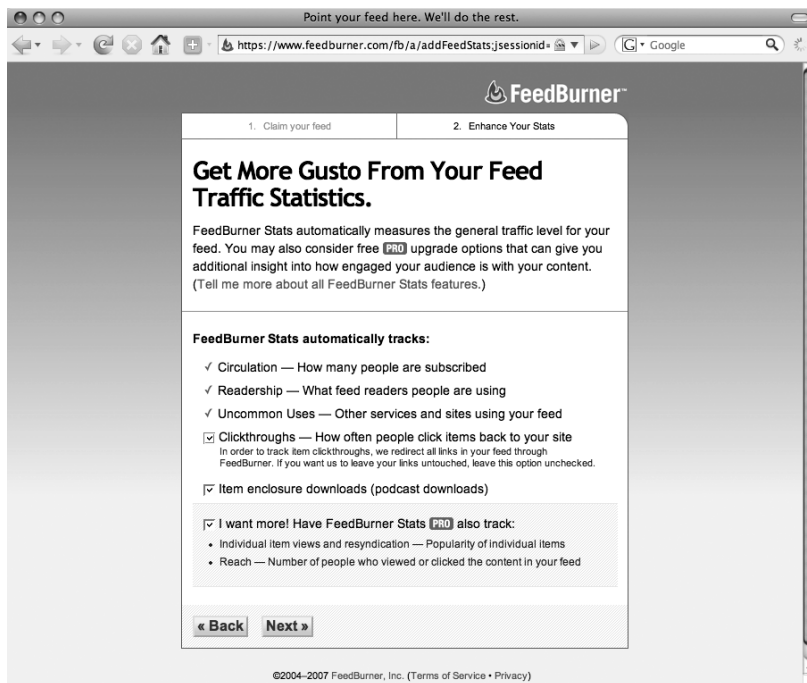 Point your feed here. We'll do the rest.
https://www.feedburner.com/fb/a/addFeedStats;jsessionid=
G Google
FeedBurner™
1. Claim your feed
2. Enhance Your Stats
Get More Gusto From Your Feed
Traffic Statistics.
FeedBurner Stats automatically measures the general traffic level for your
feed. You may also consider free PRO upgrade options that can give you
additional insight into how engaged your audience is with your content.
(Tell me more about all FeedBurner Stats features.)
FeedBurner Stats automatically tracks:
√ Circulation — How many people are subscribed
√ Readership — What feed readers people are using
√ Uncommon Uses — Other services and sites using your feed
Clickthroughs — How often people click items back to your site
In order to track item clickthroughs, we redirect all links in your feed through
FeedBurner. If you want us to leave your links untouched, leave this option unchecked.
Item enclosure downloads (podcast downloads)
I want more! Have FeedBurner Stats PRO also track:
• Individual item views and resyndication — Popularity of individual items
• Reach — Number of people who viewed or clicked the content in your feed
« Back
Next »
©2004–2007 FeedBurner, Inc. (Terms of Service • Privacy)